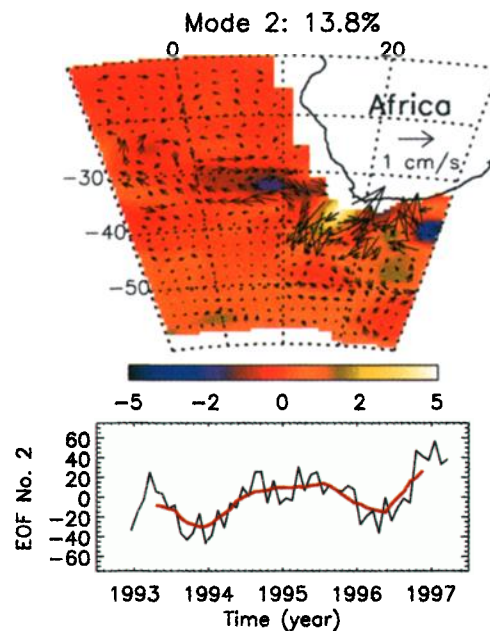 Mode 2: 13.8%
0 20
Africa
1 cm/s
-30
-40
-50
-5 -2 0 2 5
EOF No. 2
60
40
20
0
-20
-40
-60
1993 1994 1995 1996 1997
Time (year)